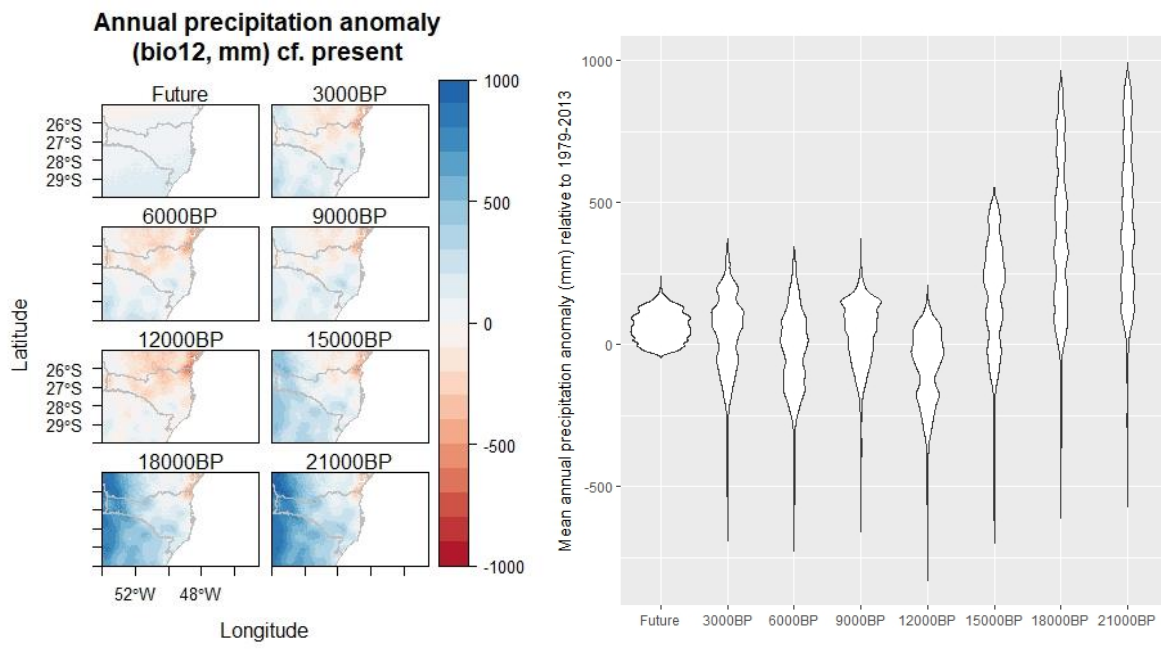 Annual precipitation anomaly
(bio12, mm) cf. present
Future
3000BP
26°S
27°S
28°S
29°S
6000BP
9000BP
12000BP
15000BP
26°S
27°S
28°S
29°S
18000BP
21000BP
52°W
48°W
Longitude
Latitude
1000
500
0
-500
-1000
Mean annual precipitation anomaly (mm) relative to 1979-2013
1000
500
0
-500
Future 3000BP 6000BP 9000BP 12000BP 15000BP 18000BP 21000BP